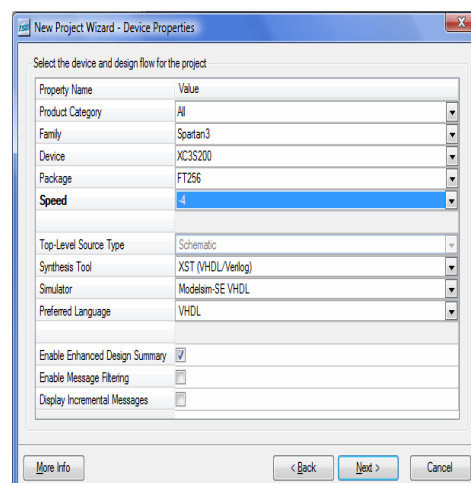 ISE New Project Wizard - Device Properties X
Select the device and design flow for the project
Property Name Value
Product Category All
Family Spartan3
Device XC3S200
Package FT256
Speed -4
Top-Level Source Type Schematic
Synthesis Tool XST (VHDL/Verilog)
Simulator Modelsim-SE VHDL
Preferred Language VHDL
Enable Enhanced Design Summary
Enable Message Filtering
Display Incremental Messages
More Info < Back Next > Cancel